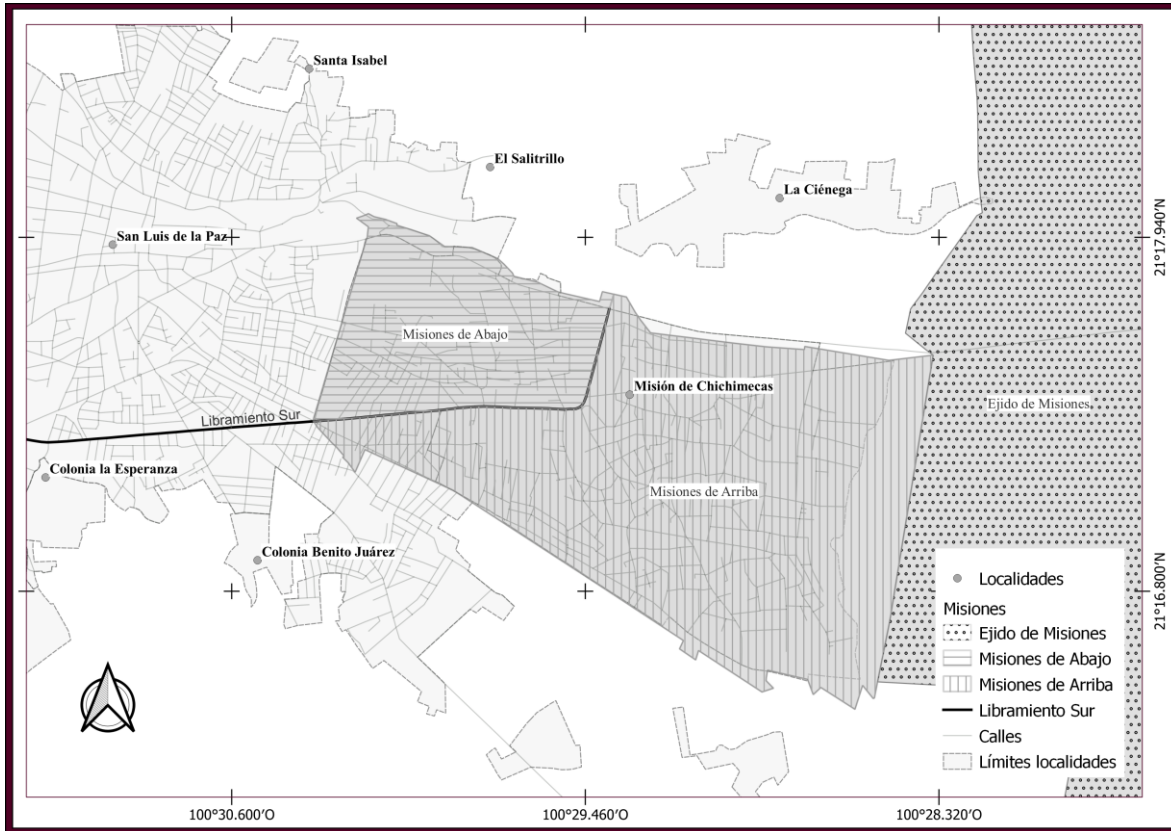 Santa Isabel
El Salitrillo
La Ciénega
San Luis de la Paz
21°17.940'N
Misiones de Abajo
Misión de Chichimecas
Ejido de Misiones
Libramiento Sur
Colonia la Esperanza
Misiones de Arriba
Colonia Benito Juárez
21°16.800'N
Localidades
Misiones
Ejido de Misiones
Misiones de Abajo
Misiones de Arriba
Libramiento Sur
Calles
Límites localidades
100°30.600'O
100°29.460'O
100°28.320'O